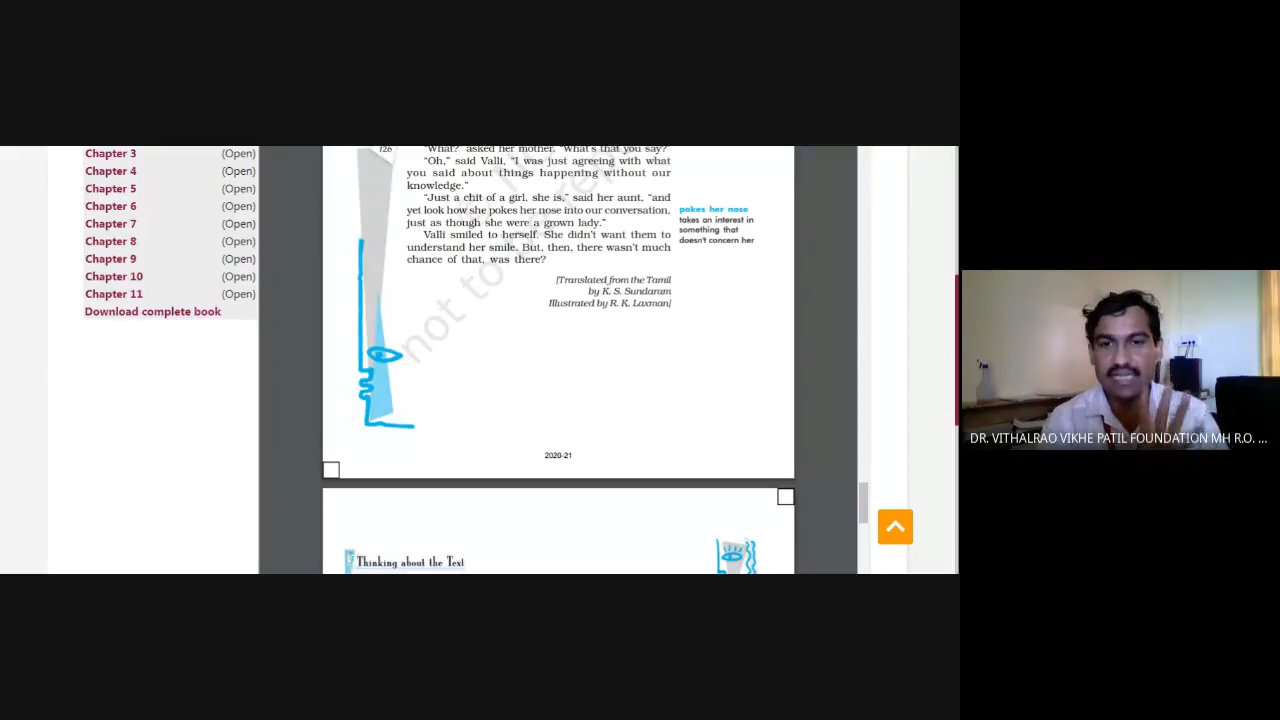 Chapter 3 (Open)
Chapter 4 (Open)
Chapter 5 (Open)
Chapter 6 (Open)
Chapter 7 (Open)
Chapter 8 (Open)
Chapter 9 (Open)
Chapter 10 (Open)
Chapter 11 (Open)
Download complete book
126
"What?" asked her mother. "What's that you say?"
"Oh," said Valli, "I was just agreeing with what
you said about things happening without our
knowledge."
"Just a chit of a girl, she is," said her aunt, "and
yet look how she pokes her nose into our conversation,
just as though she were a grown lady."
Valli smiled to herself. She didn't want them to
understand her smile. But, then, there wasn't much
chance of that, was there?
[Translated from the Tamil
by K. S. Sundaram
Illustrated by R. K. Laxman]
pokes her nose
takes an interest in
something that
doesn't concern her
not to
2020-21
Thinking about the Text
DR. VITHALRAO VIKHE PATIL FOUNDATION MH R.O. ...